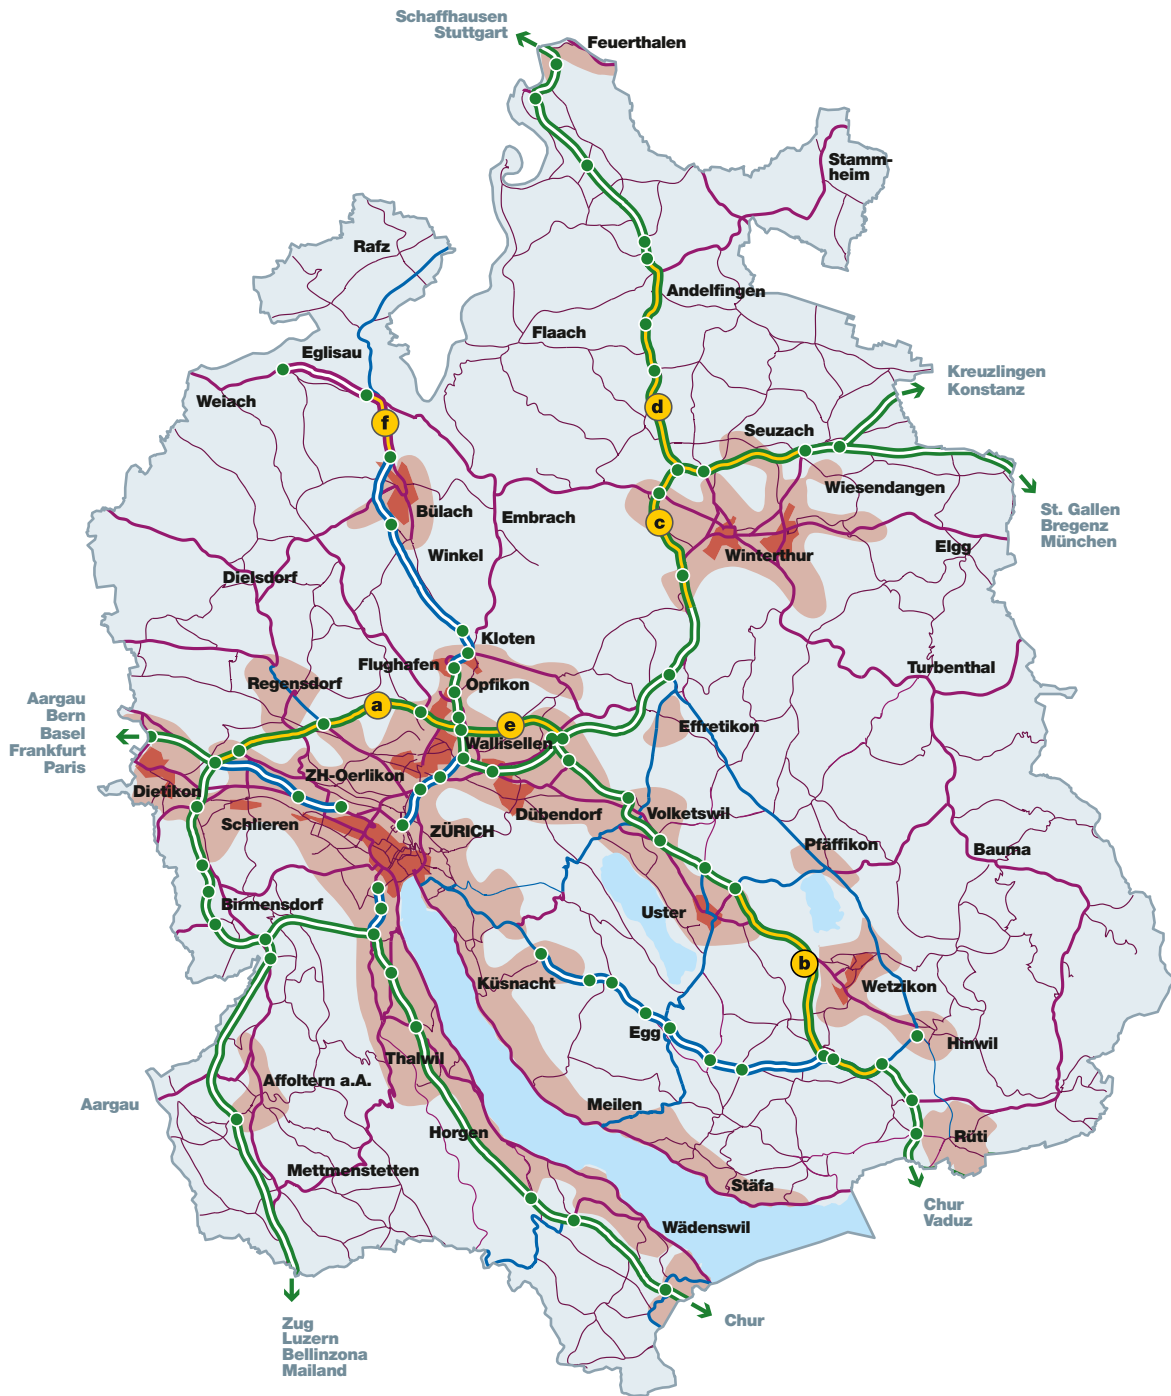 Schaffhausen
Stuttgart
Feuerthalen
Stamm-
heim
Rafz
Andelfingen
Flaach
Eglisau
Kreuzlingen
Konstanz
Weiach
d
f
Seuzach
Wiesendangen
Bülach
Embrach
St. Gallen
Bregenz
München
c
Winterthur
Elgg
Winkel
Dielsdorf
Kloten
Flughafen
Turbenthal
Regensdorf
Opfikon
Aargau
Bern
Basel
Frankfurt
Paris
a
e
Effretikon
Wallisellen
ZH-Oerlikon
Dietikon
Dübendorf
Volketswil
Schlieren
ZÜRICH
Pfäffikon
Bauma
Birmensdorf
Uster
b
Küsnacht
Wetzikon
Egg
Hinwil
Thalwil
Affoltern a.A.
Aargau
Meilen
Horgen
Rüti
Mettmenstetten
Stäfa
Chur
Vaduz
Wädenswil
Chur
Zug
Luzern
Bellinzona
Mailand